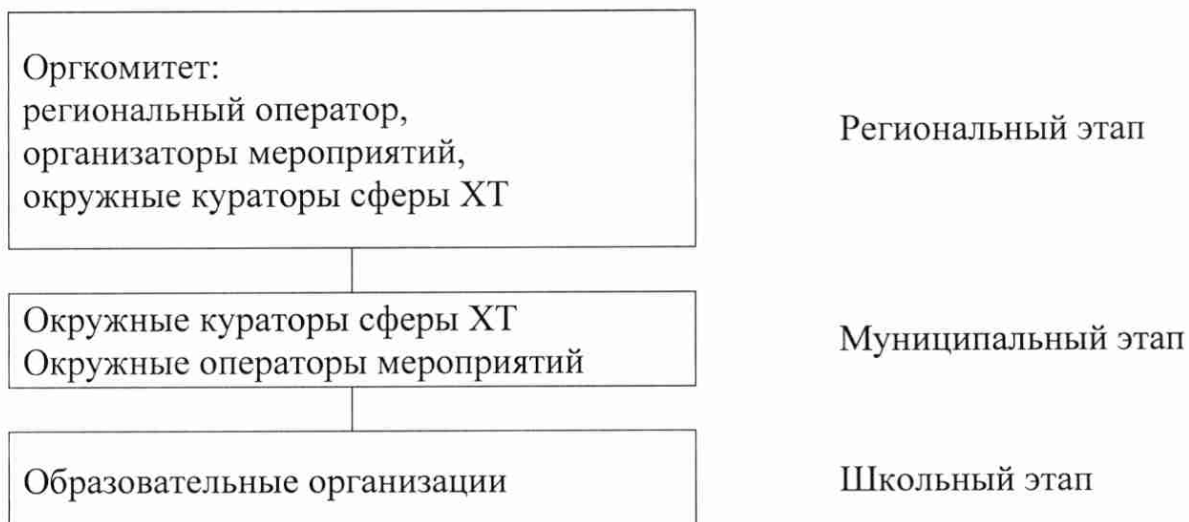 Оргкомитет:
региональный оператор,
организаторы мероприятий,
окружные кураторы сферы ХТ
Региональный этап
Окружные кураторы сферы ХТ
Окружные операторы мероприятий
Муниципальный этап
Образовательные организации
Школьный этап